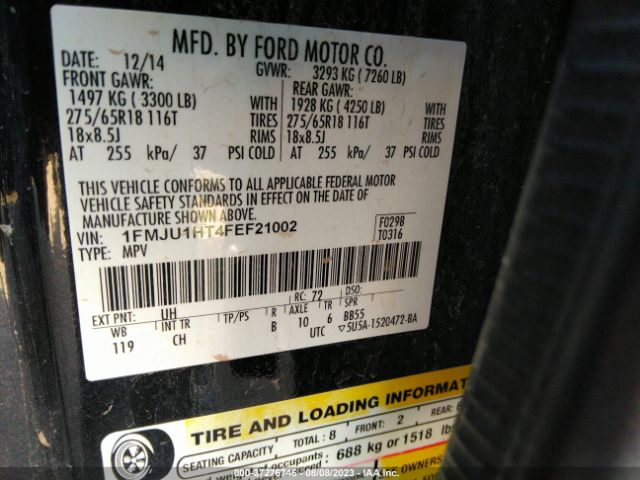 MFD. BY FORD MOTOR CO.
DATE: 12/14 GVWR: 3293 KG ( 7260 LB)
FRONT GAWR: REAR GAWR:
1497 KG ( 3300 LB) WITH 1928 KG ( 4250 LB) WITH
275/65R18 116T TIRES 275/65R18 116T TIRES
18x8.5J RIMS 18x8.5J RIMS
AT 255 kPa/ 37 PSI COLD AT 255 kPa/ 37 PSI COLD
THIS VEHICLE CONFORMS TO ALL APPLICABLE FEDERAL MOTOR
VEHICLE SAFETY STANDARDS IN EFFECT ON THE DATE OF
MANUFACTURE SHOWN ABOVE.
VIN: 1FMJU1HT4FEF21002 F0298
TYPE: MPV T0316
EXT PNT: UH RC: 72 DSO:
WB INT TR TP/PS R AXLE TR SPR
119 CH B 10 6 BB55
UTC ▽5U5A-1520472-BA
TIRE AND LOADING INFORMAT
SEATING CAPACITY TOTAL: 8 FRONT: 2 REAR:
occupants 688 kg or 1518 lbs
OWNERS
000-37276746 - 08/08/2023 - IAA Inc.